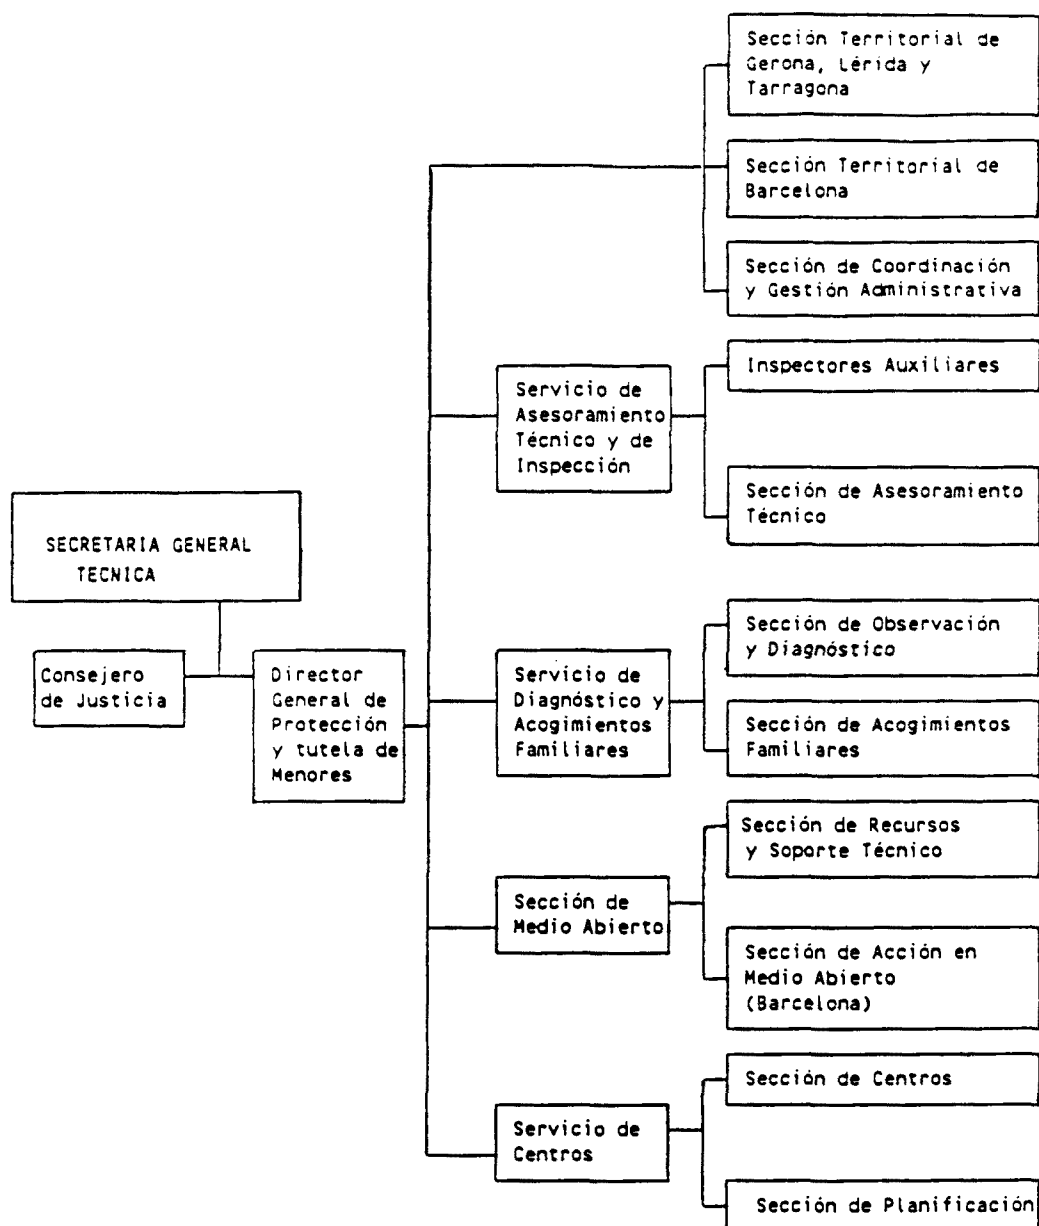 Sección Territorial de
Gerona, Lérida y
Tarragona
Sección Territorial de
Barcelona
Sección de Coordinación
y Gestión Administrativa
Servicio de
Asesoramiento
Técnico y de
Inspección
Inspectores Auxiliares
Sección de Asesoramiento
Técnico
SECRETARIA GENERAL
TECNICA
Consejero
de Justicia
Director
General de
Protección
y tutela de
Menores
Servicio de
Diagnóstico y
Acogimientos
Familiares
Sección de Observación
y Diagnóstico
Sección de Acogimientos
Familiares
Sección de
Medio Abierto
Sección de Recursos
y Soporte Técnico
Sección de Acción en
Medio Abierto
(Barcelona)
Servicio de
Centros
Sección de Centros
Sección de Planificación